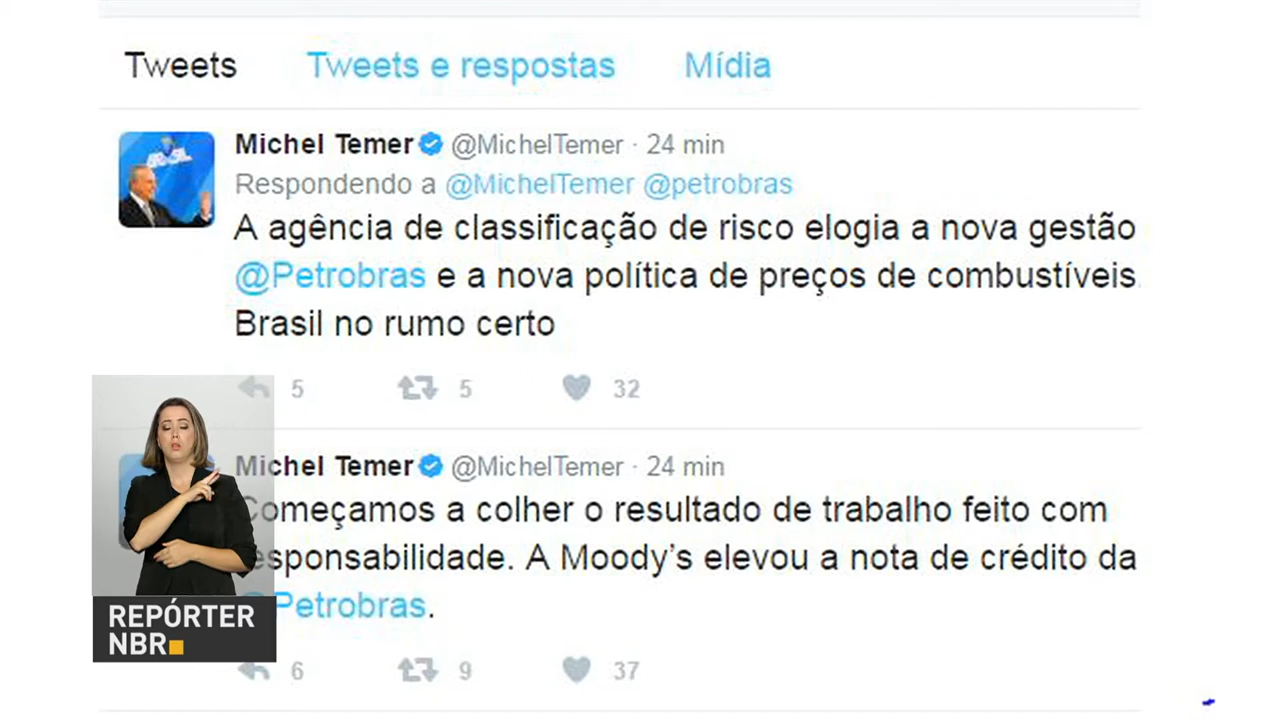 Tweets Tweets e respostas Mídia
Michel Temer @MichelTemer · 24 min
Respondendo a @MichelTemer @petrobras
A agência de classificação de risco elogia a nova gestão
@Petrobras e a nova política de preços de combustíveis.
Brasil no rumo certo
5 5 32
Michel Temer @MichelTemer · 24 min
Começamos a colher o resultado de trabalho feito com
responsabilidade. A Moody's elevou a nota de crédito da
@Petrobras.
6 9 37
REPÓRTER
NBR